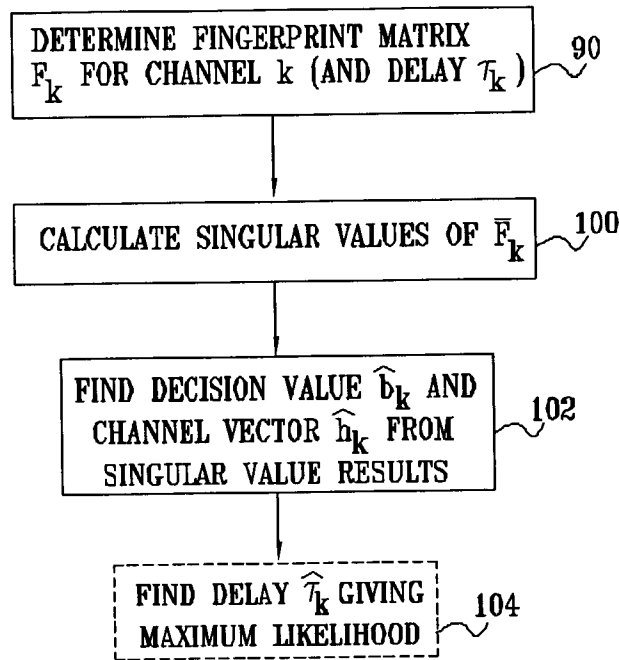 DETERMINE FINGERPRINT MATRIX
F_k FOR CHANNEL k (AND DELAY τ_k)
90
CALCULATE SINGULAR VALUES OF F̅_k
100
FIND DECISION VALUE b̂_k AND
CHANNEL VECTOR ĥ_k FROM
SINGULAR VALUE RESULTS
102
FIND DELAY τ̂_k GIVING
MAXIMUM LIKELIHOOD
104